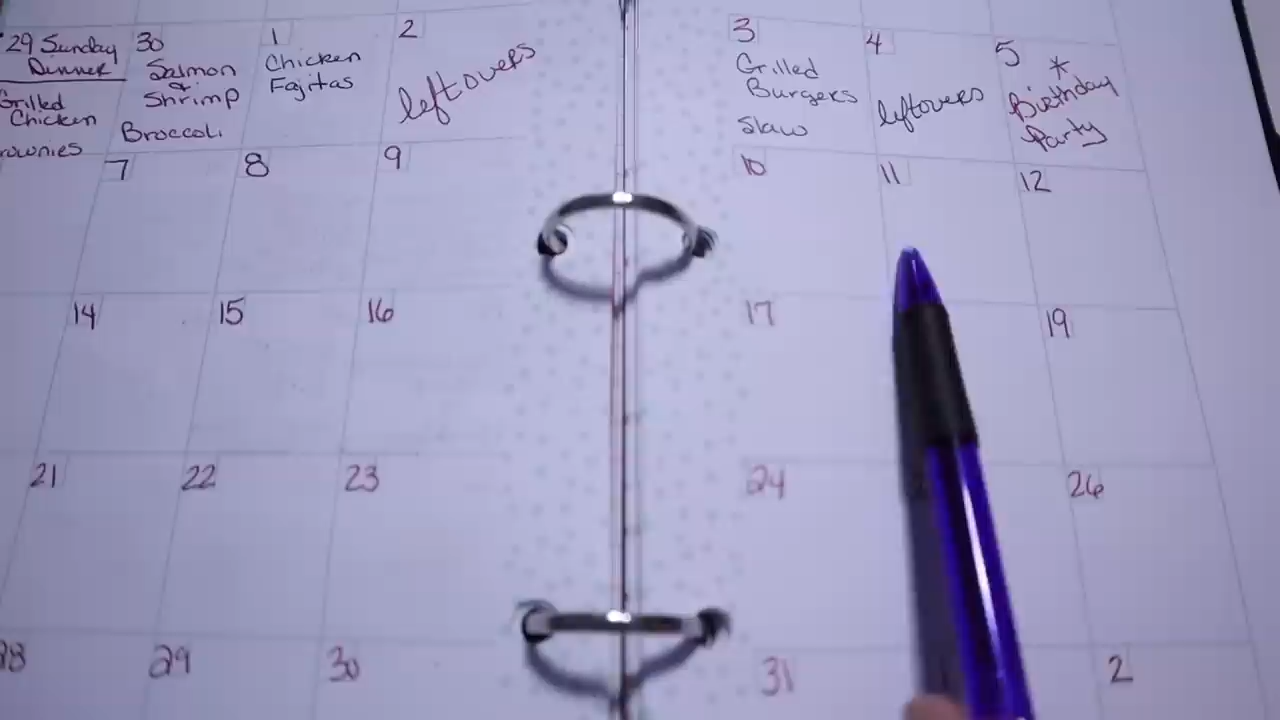 29 Sunday
Dinner
Grilled
Chicken
rownies
30
Salmon
&
Shrimp
Broccoli
1
Chicken
Fajitas
2
leftovers
3
Grilled
Burgers
Slaw
4
leftovers
5 *
Birthday
Party
7
8
9
10
11
12
14
15
16
17
19
21
22
23
24
26
28
29
30
31
2